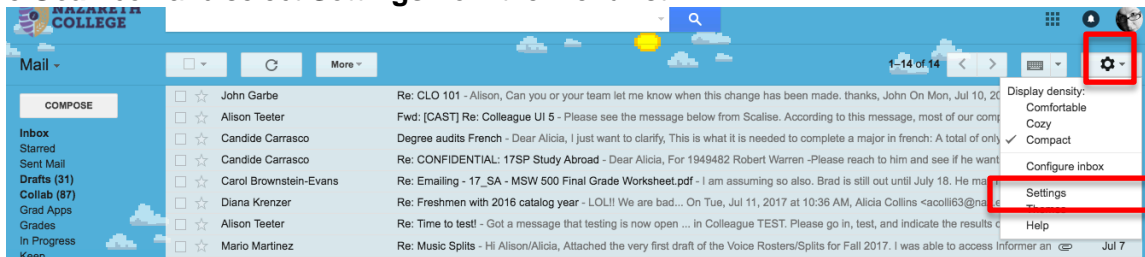 NAZARETH
COLLEGE
Mail
More
1–14 of 14
COMPOSE
Inbox
Starred
Sent Mail
Drafts (31)
Collab (87)
Grad Apps
Grades
In Progress
Keep
John Garbe Re: CLO 101 - Alison, Can you or your team let me know when this change has been made. thanks, John On Mon, Jul 10, 20
Alison Teeter Fwd: [CAST] Re: Colleague UI 5 - Please see the message below from Scalise. According to this message, most of our comp
Candide Carrasco Degree audits French - Dear Alicia, I just want to clarify, This is what it is needed to complete a major in french: A total of only
Candide Carrasco Re: CONFIDENTIAL: 17SP Study Abroad - Dear Alicia, For 1949482 Robert Warren -Please reach to him and see if he want
Carol Brownstein-Evans Re: Emailing - 17_SA - MSW 500 Final Grade Worksheet.pdf - I am assuming so also. Brad is still out until July 18. He may
Diana Krenzer Re: Freshmen with 2016 catalog year - LOL!! We are bad... On Tue, Jul 11, 2017 at 10:36 AM, Alicia Collins <acolli63@naz.e
Alison Teeter Re: Time to test! - Got a message that testing is now open ... in Colleague TEST. Please go in, test, and indicate the results
Mario Martinez Re: Music Splits - Hi Alison/Alicia, Attached the very first draft of the Voice Rosters/Splits for Fall 2017. I was able to access Informer an Jul 7
Display density:
Comfortable
Cozy
✓ Compact
Configure inbox
Settings
Themes
Help